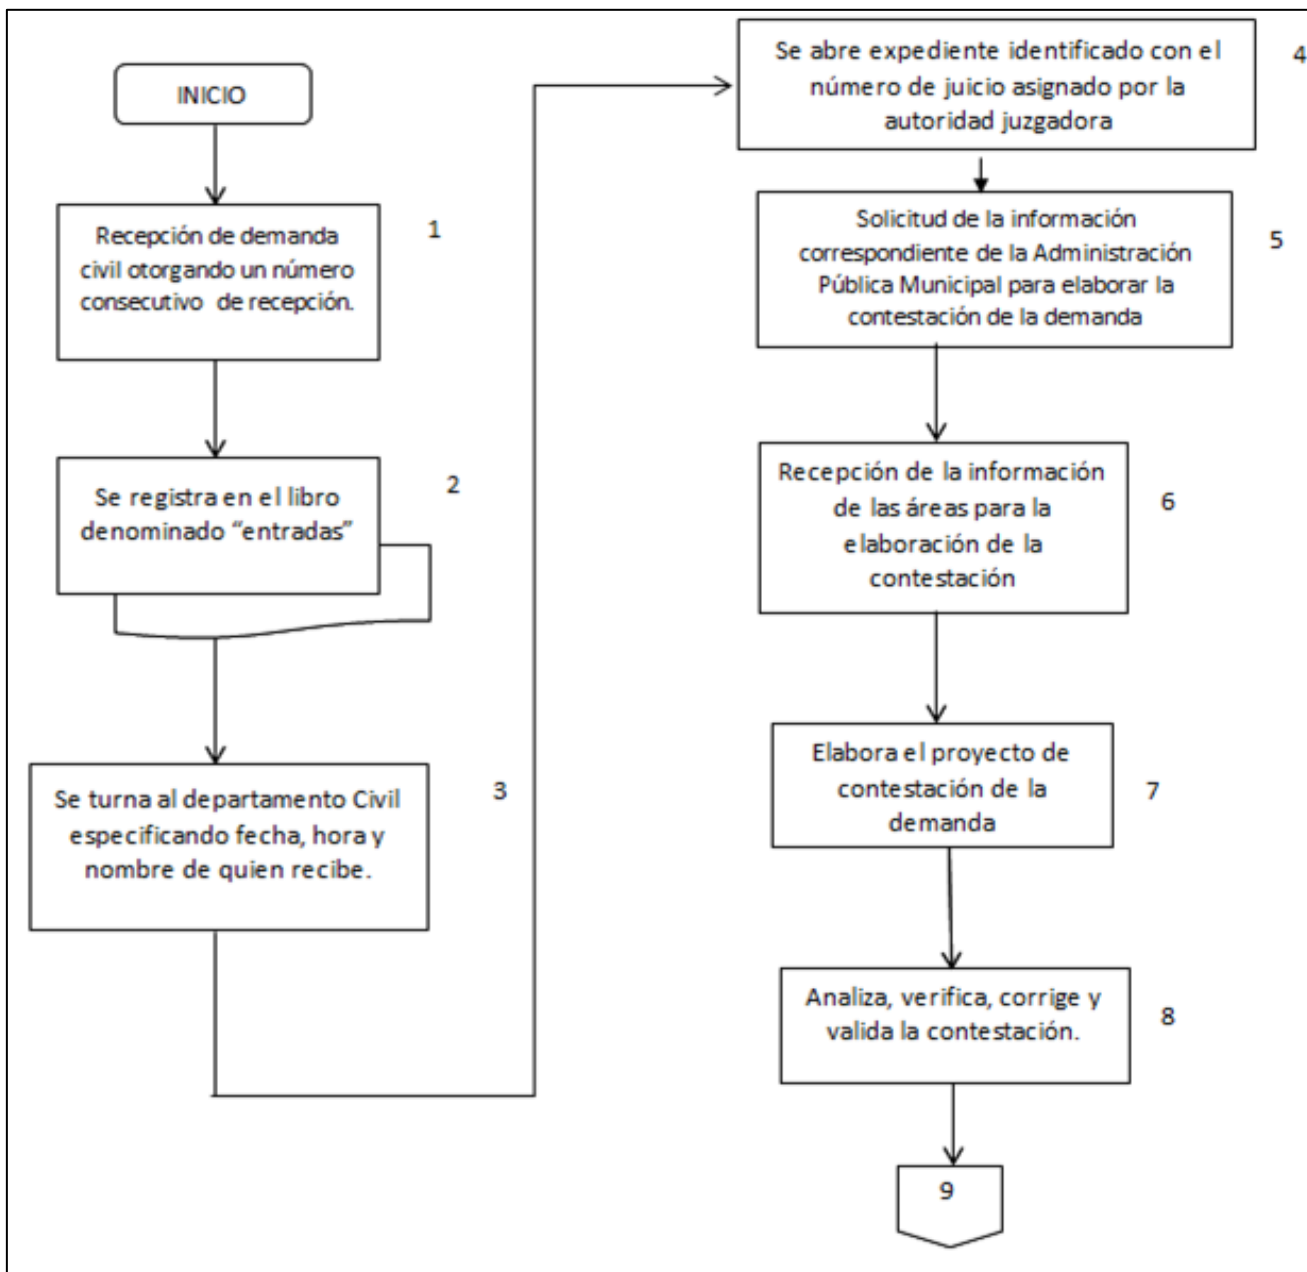 INICIO
Recepción de demanda
civil otorgando un número
consecutivo de recepción.
1
Se registra en el libro
denominado “entradas”
2
Se turna al departamento Civil
especificando fecha, hora y
nombre de quien recibe.
3
Se abre expediente identificado con el
número de juicio asignado por la
autoridad juzgadora
4
Solicitud de la información
correspondiente de la Administración
Pública Municipal para elaborar la
contestación de la demanda
5
Recepción de la información
de las áreas para la
elaboración de la
contestación
6
Elabora el proyecto de
contestación de la
demanda
7
Analiza, verifica, corrige y
valida la contestación.
8
9